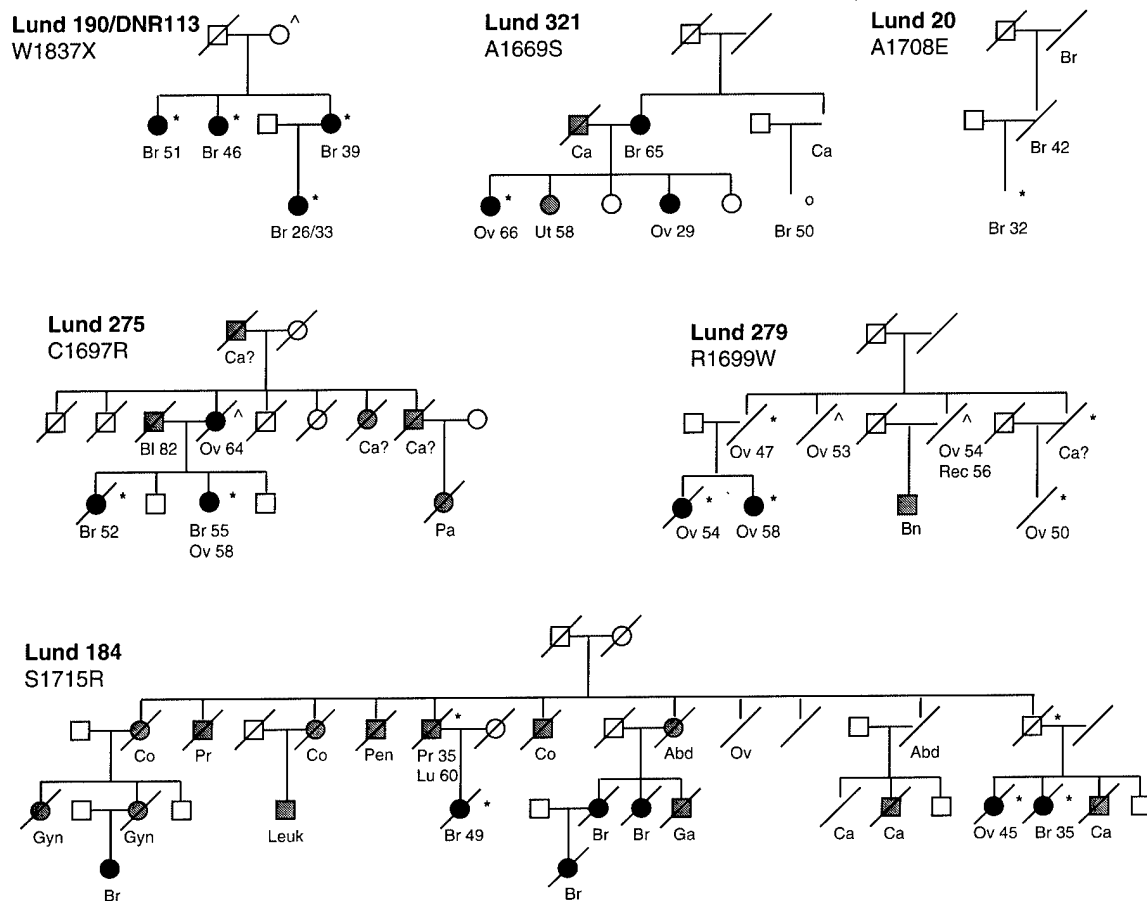 Lund 190/DNR113
W1837X
^
* * *
Br 51 Br 46 Br 39
*
Br 26/33
Lund 321
A1669S
Ca Br 65 Ca
* o
Ov 66 Ut 58 Ov 29 Br 50
Lund 20
A1708E
Br
Br 42
*
Br 32
Lund 275
C1697R
Ca?
^
Bl 82 Ov 64 Ca? Ca?
* *
Br 52 Br 55 Pa
Ov 58
Lund 279
R1699W
* ^ ^ *
Ov 47 Ov 53 Ov 54 Ca?
Rec 56
* * *
Ov 54 Ov 58 Bn Ov 50
Lund 184
S1715R
* *
Co Pr Co Pen Pr 35 Co Abd Ov Abd
Lu 60
* * *
Gyn Gyn Leuk Br 49 Br Br Ga Ca Ca Ov 45 Br 35 Ca
Br Br